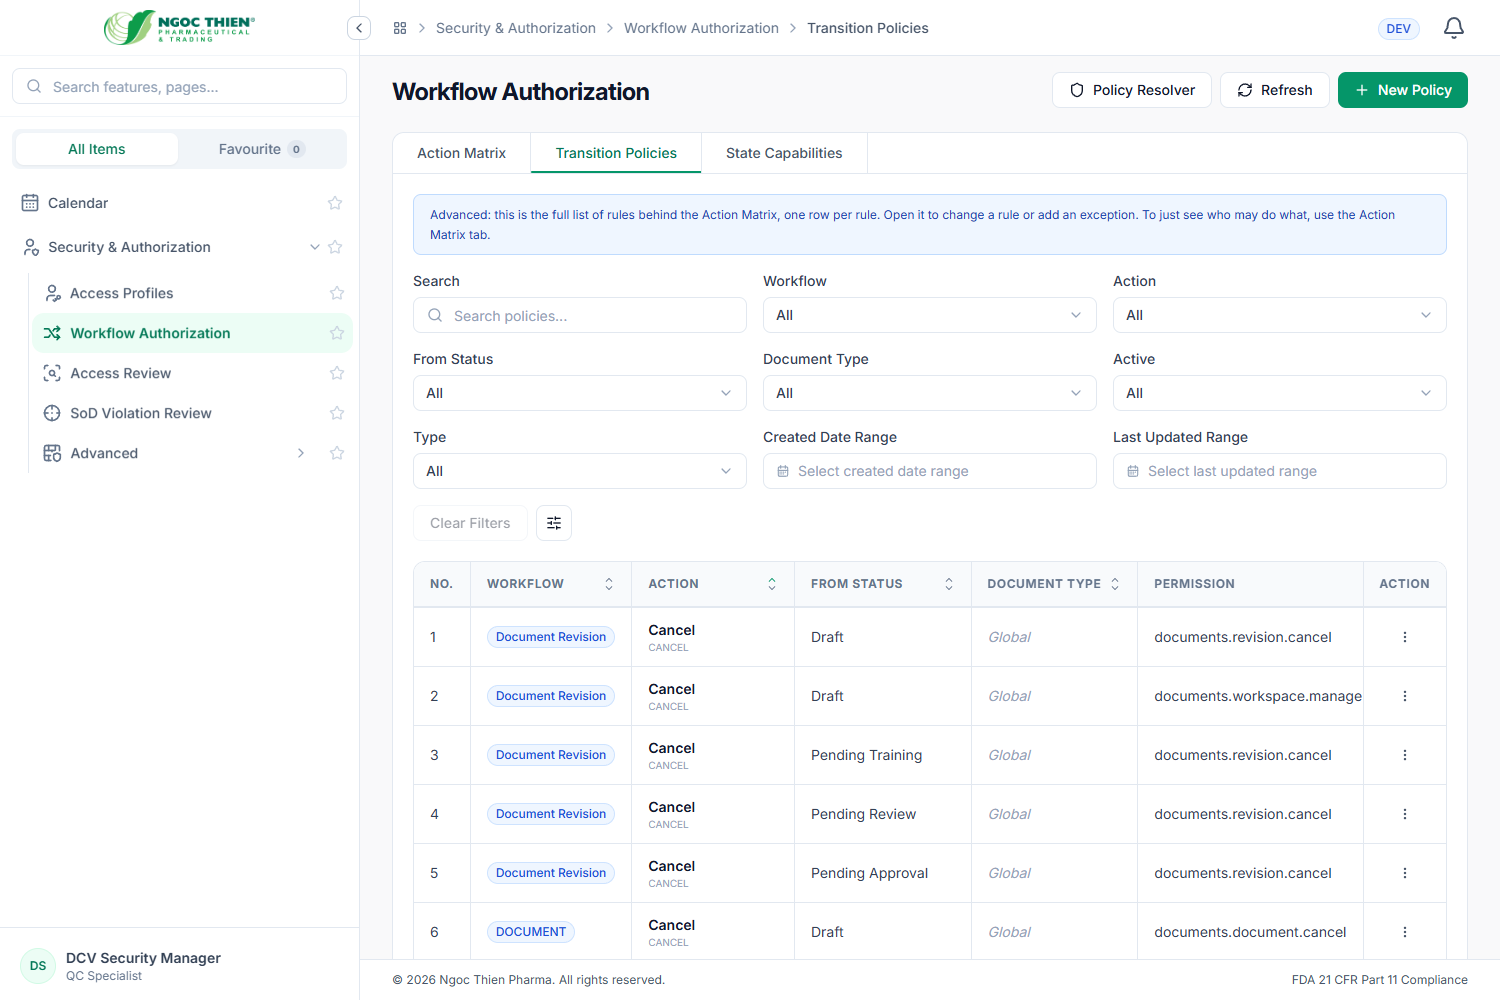 NGOC THIEN®
PHARMACEUTICAL
& TRADING
Security & Authorization
Workflow Authorization
Transition Policies
DEV
Search features, pages...
All Items
Favourite 0
Calendar
Security & Authorization
Access Profiles
Workflow Authorization
Access Review
SoD Violation Review
Advanced
DS
DCV Security Manager
QC Specialist
Workflow Authorization
Policy Resolver
Refresh
New Policy
Action Matrix
Transition Policies
State Capabilities
Advanced: this is the full list of rules behind the Action Matrix, one row per rule. Open it to change a rule or add an exception. To just see who may do what, use the Action
Matrix tab.
Search
Workflow
Action
Search policies...
All
All
From Status
Document Type
Active
All
All
All
Type
Created Date Range
Last Updated Range
All
Select created date range
Select last updated range
Clear Filters
NO. WORKFLOW ACTION FROM STATUS DOCUMENT TYPE PERMISSION ACTION
1 Document Revision Cancel Draft Global documents.revision.cancel
CANCEL
2 Document Revision Cancel Draft Global documents.workspace.manage
CANCEL
3 Document Revision Cancel Pending Training Global documents.revision.cancel
CANCEL
4 Document Revision Cancel Pending Review Global documents.revision.cancel
CANCEL
5 Document Revision Cancel Pending Approval Global documents.revision.cancel
CANCEL
6 DOCUMENT Cancel Draft Global documents.document.cancel
CANCEL
© 2026 Ngoc Thien Pharma. All rights reserved.
FDA 21 CFR Part 11 Compliance